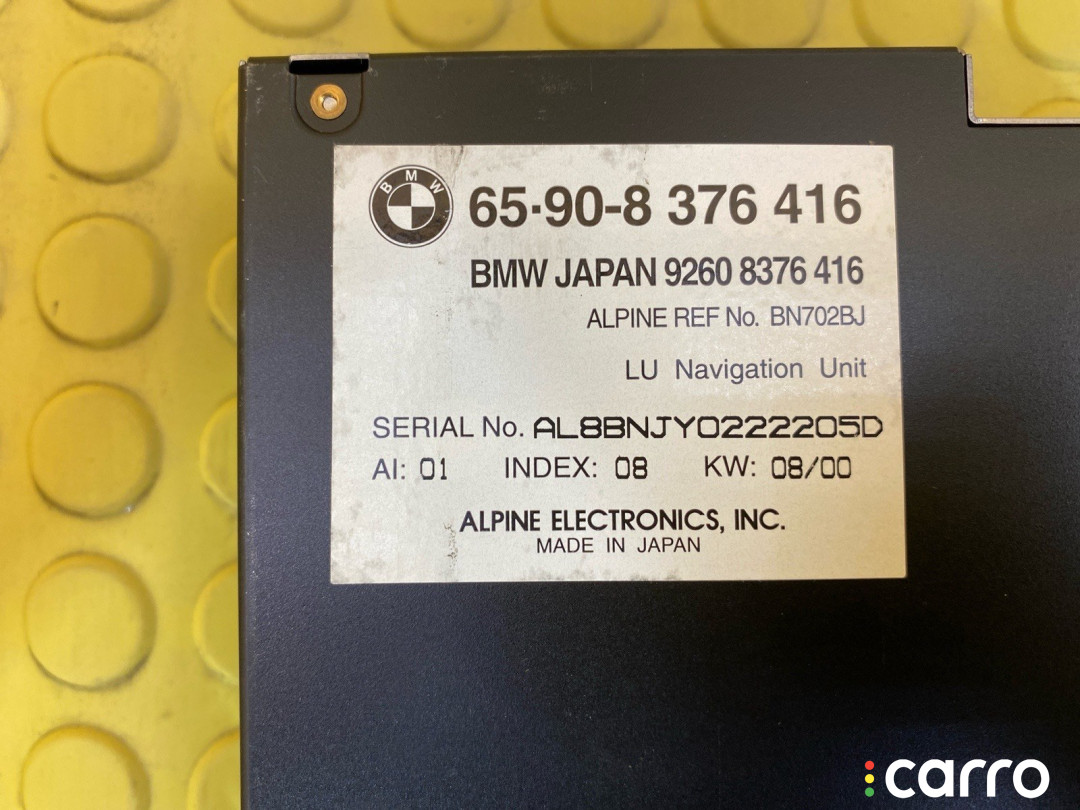 BMW
65·90-8 376 416
BMW JAPAN 9260 8376 416
ALPINE REF No. BN702BJ
LU Navigation Unit
SERIAL No. AL8BNJY0222205D
AI: 01 INDEX: 08 KW: 08/00
ALPINE ELECTRONICS, INC.
MADE IN JAPAN
carro